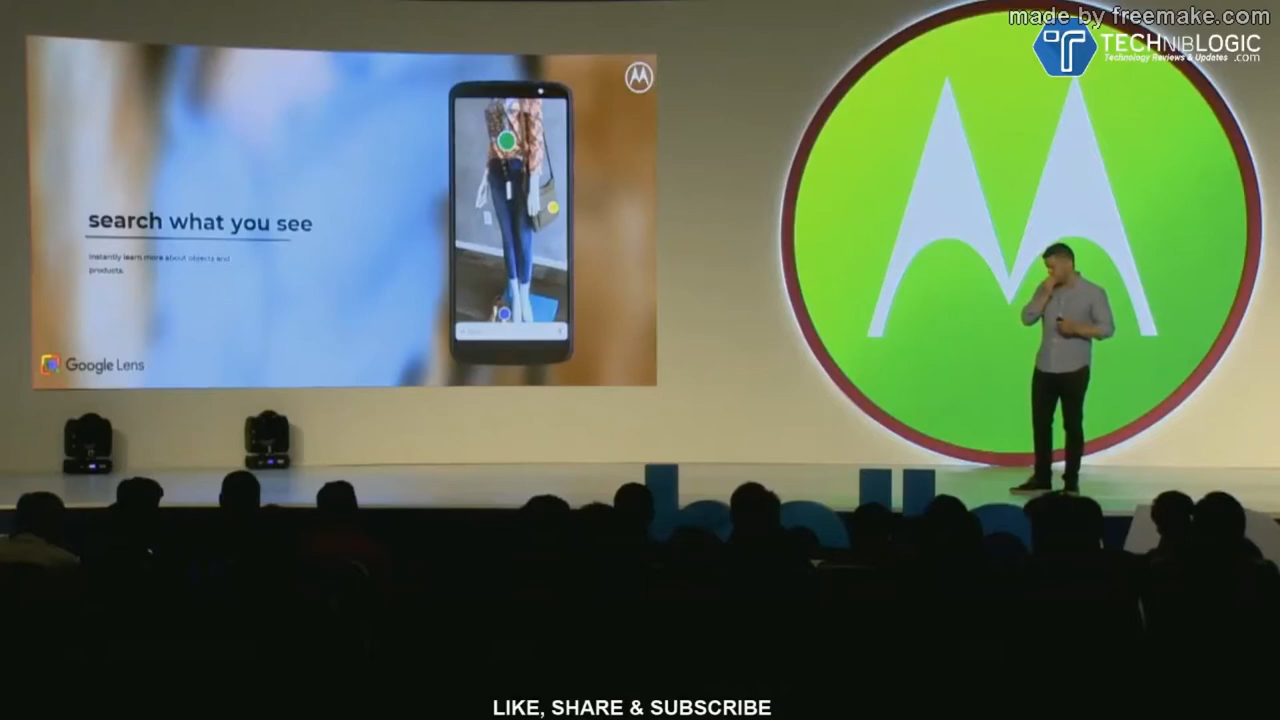 made by freemake.com
TECHNIBLOGIC
Technology Reviews & Updates .com
search what you see
Instantly learn more about objects and
products.
Google Lens
LIKE, SHARE & SUBSCRIBE